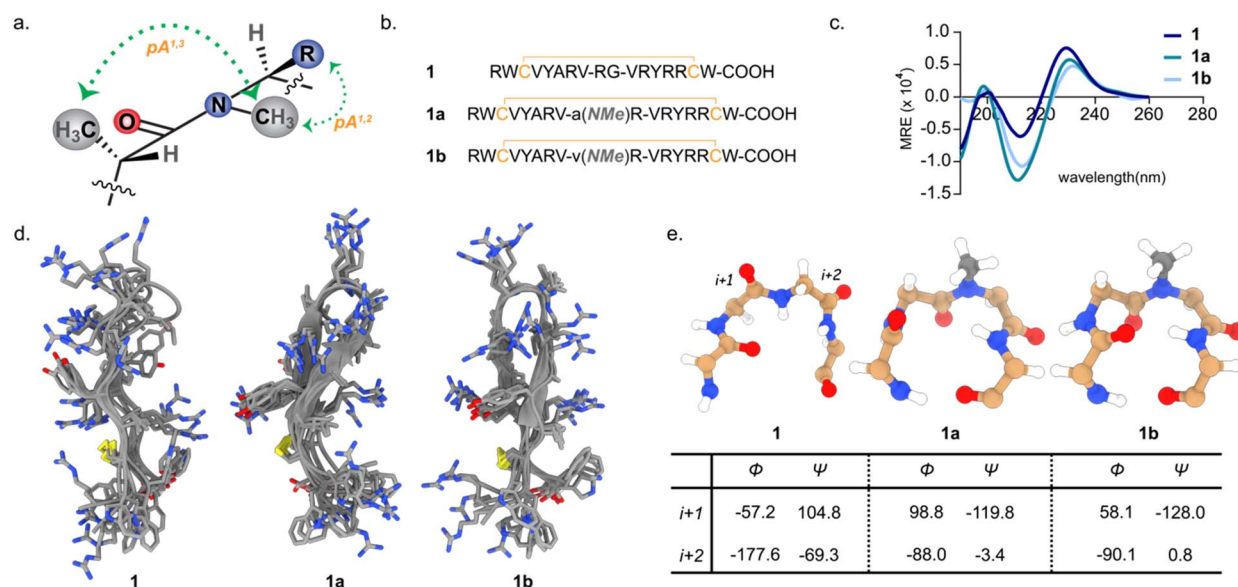 a.
H
pA1,3
R
N
O
H3C
CH3
pA1,2
H
b.
1 RWCVYARV-RG-VRYRRCW-COOH
1a RWCVYARV-a(NMe)R-VRYRRCW-COOH
1b RWCVYARV-v(NMe)R-VRYRRCW-COOH
c.
MRE (x 10⁴)
1.0
0.5
0.0
-0.5
-1.0
-1.5
200 220 240 260 280
wavelength(nm)
1
1a
1b
d.
1 1a 1b
e.
i+1 i+2
1 1a 1b
Φ Ψ Φ Ψ Φ Ψ
i+1 -57.2 104.8 98.8 -119.8 58.1 -128.0
i+2 -177.6 -69.3 -88.0 -3.4 -90.1 0.8